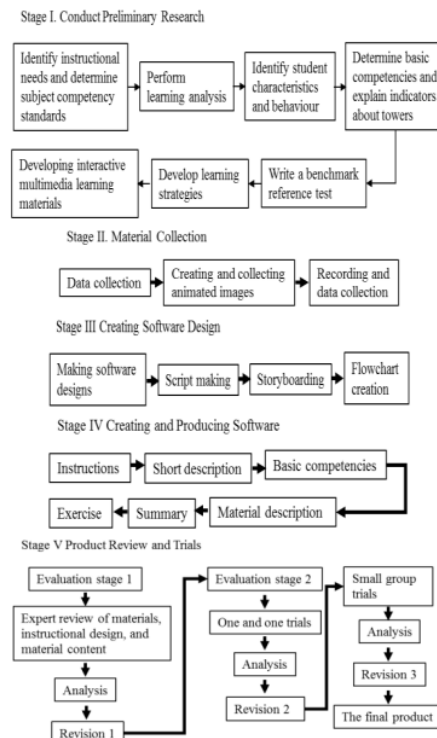 Stage I. Conduct Preliminary Research
Identify instructional
needs and determine
subject competency
standards
Perform
learning analysis
Identify student
characteristics
and behaviour
Determine basic
competencies and
explain indicators
about towers
Write a benchmark
reference test
Develop learning
strategies
Developing interactive
multimedia learning
materials
Stage II. Material Collection
Data collection
Creating and collecting
animated images
Recording and
data collection
Stage III Creating Software Design
Making software
designs
Script making
Storyboarding
Flowchart
creation
Stage IV Creating and Producing Software
Instructions
Short description
Basic competencies
Material description
Summary
Exercise
Stage V Product Review and Trials
Evaluation stage 1
Expert review of materials,
instructional design, and
material content
Analysis
Revision 1
Evaluation stage 2
One and one trials
Analysis
Revision 2
Small group
trials
Analysis
Revision 3
The final product